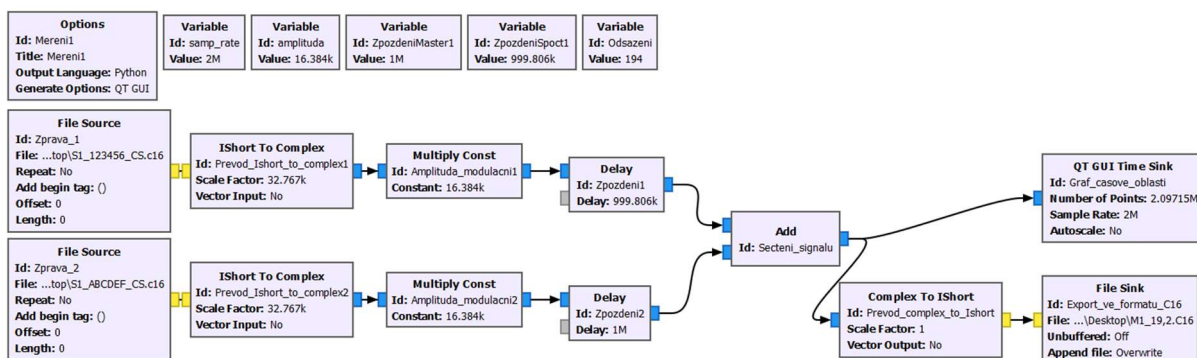 Options
Id: Mereni1
Title: Mereni1
Output Language: Python
Generate Options: QT GUI
Variable
Id: samp_rate
Value: 2M
Variable
Id: amplituda
Value: 16.384k
Variable
Id: ZpozdeniMaster1
Value: 1M
Variable
Id: ZpozdeniSpoct1
Value: 999.806k
Variable
Id: Odsazeni
Value: 194
File Source
Id: Zprava_1
File: ...top\S1_123456_CS.c16
Repeat: No
Add begin tag: ()
Offset: 0
Length: 0
IShort To Complex
Id: Prevod_Ishort_to_complex1
Scale Factor: 32.767k
Vector Input: No
Multiply Const
Id: Amplituda_modulacni1
Constant: 16.384k
Delay
Id: Zpozdeni1
Delay: 999.806k
File Source
Id: Zprava_2
File: ...top\S1_ABCDEF_CS.c16
Repeat: No
Add begin tag: ()
Offset: 0
Length: 0
IShort To Complex
Id: Prevod_Ishort_to_complex2
Scale Factor: 32.767k
Vector Input: No
Multiply Const
Id: Amplituda_modulacni2
Constant: 16.384k
Delay
Id: Zpozdeni2
Delay: 1M
Add
Id: Secteni_signalu
QT GUI Time Sink
Id: Graf_casove_oblasti
Number of Points: 2.09715M
Sample Rate: 2M
Autoscale: No
Complex To IShort
Id: Prevod_complex_to_Ishort
Scale Factor: 1
Vector Output: No
File Sink
Id: Export_ve_formatu_C16
File: ...\Desktop\M1_19,2.C16
Unbuffered: Off
Append file: Overwrite